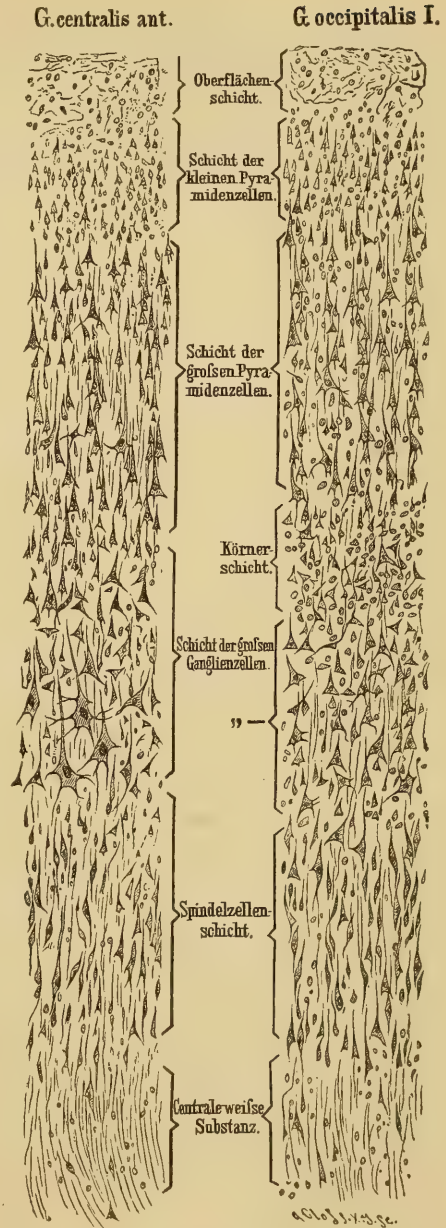 G. centralis ant.
G. occipitalis I.
Oberflächen-
schicht.
Schicht der
kleinen Pyra-
midenzellen.
Schicht der
großen Pyra-
midenzellen.
Körner-
schicht.
Schicht der großen
Ganglienzellen.
„ —
Spindelzellen-
schicht.
Centrale weiße
Substanz.